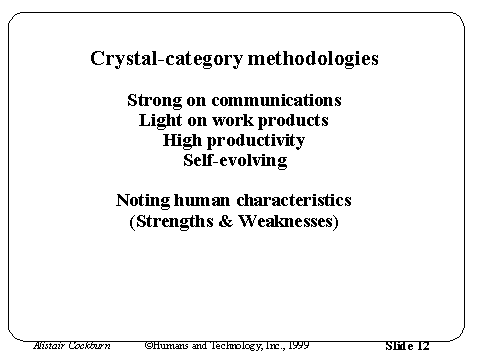 Crystal-category methodologies
Strong on communications
Light on work products
High productivity
Self-evolving
Noting human characteristics
(Strengths & Weaknesses)
Alistair Cockburn ©Humans and Technology, Inc., 1999 Slide 12